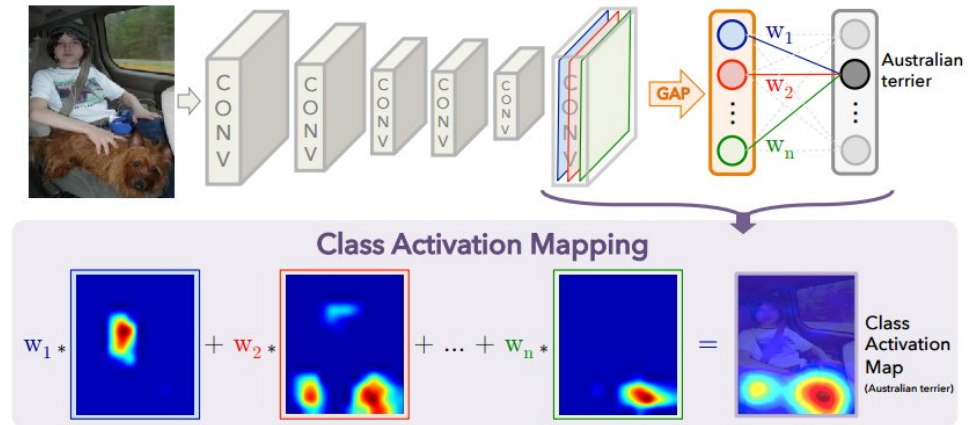 CONV
CONV
CONV
CONV
CONV
CONV
GAP
w1
w2
wn
Australian
terrier
Class Activation Mapping
w1 * + w2 * + ... + wn * =
Class
Activation
Map
(Australian terrier)